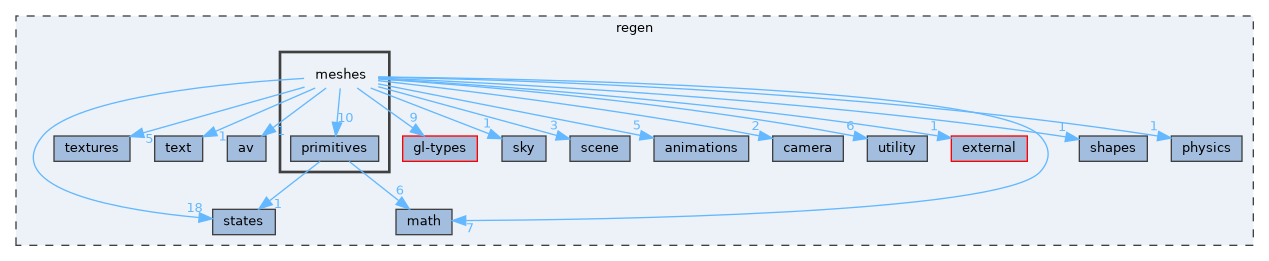 regen
meshes
10
9
1
3
5
2
6
1
1
1
5
1
1
textures
text
av
primitives
gl-types
sky
scene
animations
camera
utility
external
shapes
physics
18
1
6
7
states
math